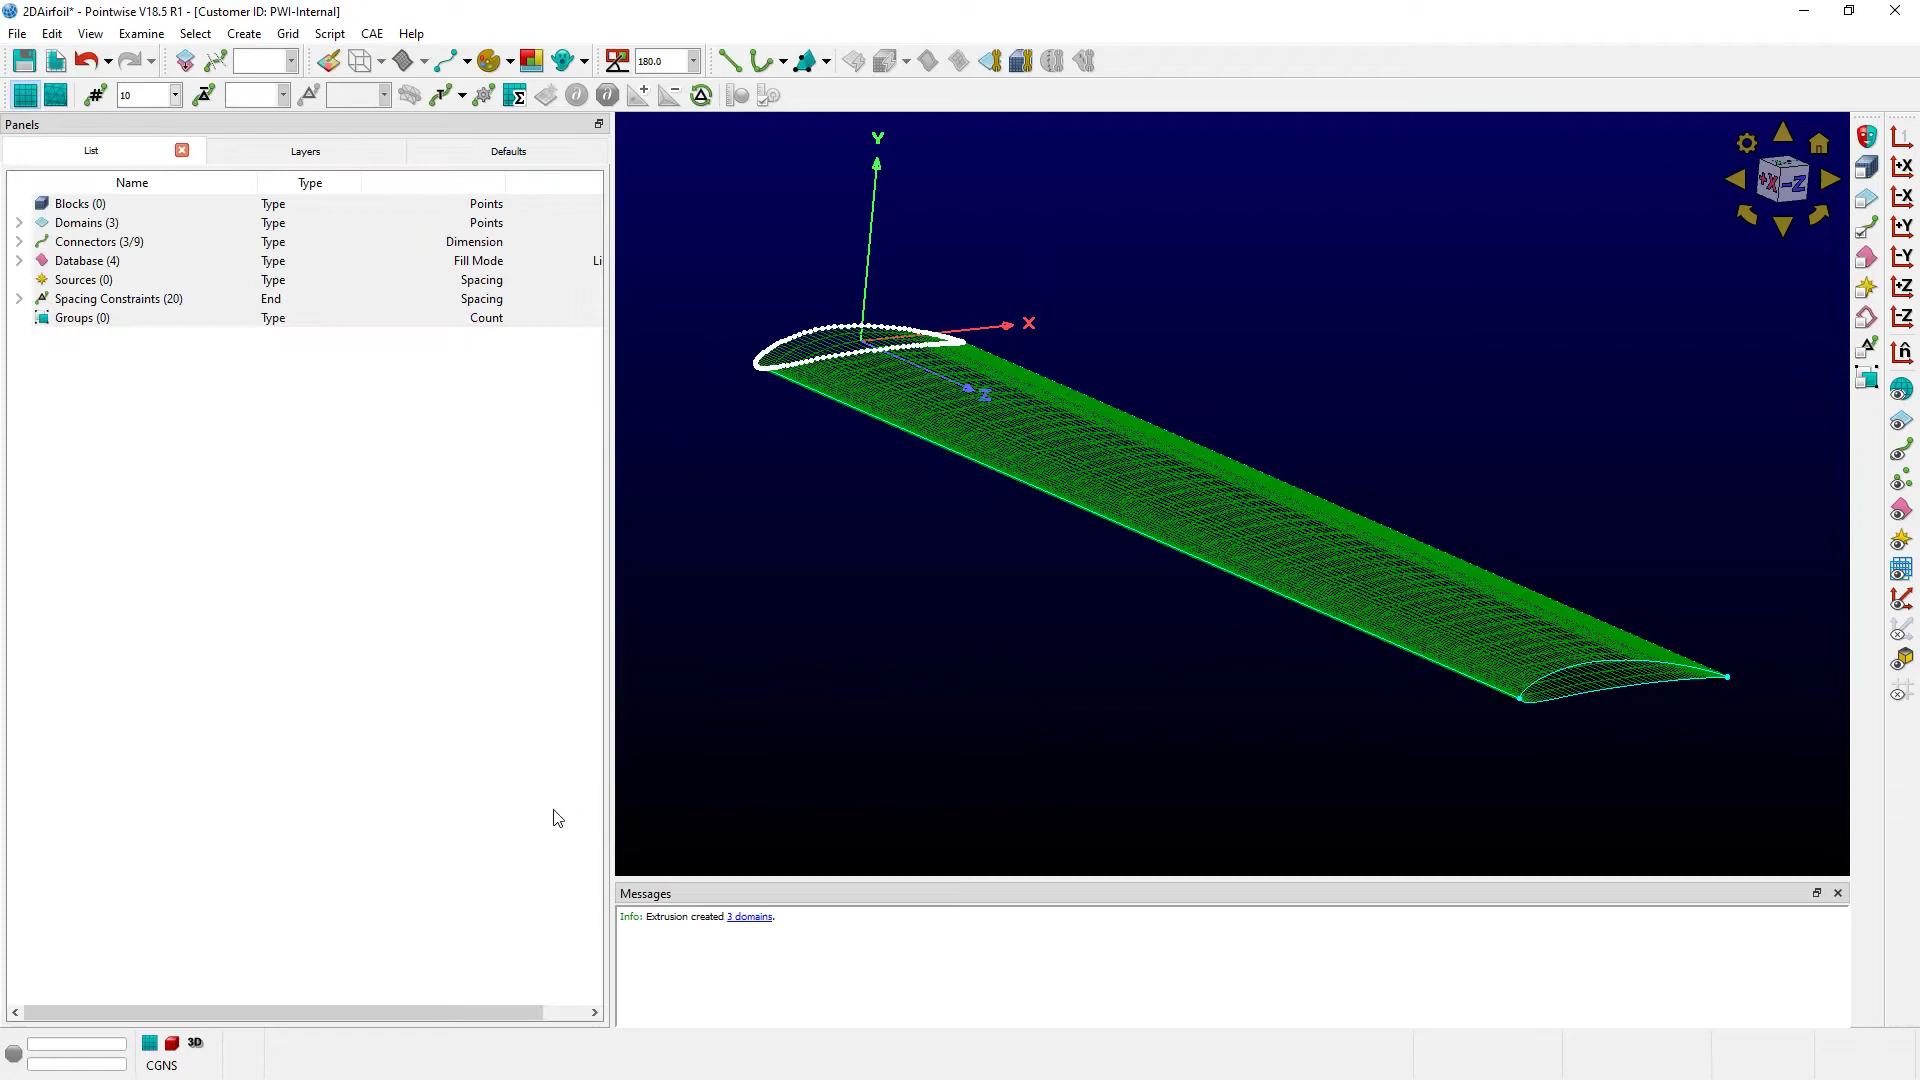 2DAirfoil* - Pointwise V18.5 R1 - [Customer ID: PWI-Internal]
File Edit View Examine Select Create Grid Script CAE Help
180.0
10
Panels
List Layers Defaults
Name Type
Blocks (0) Type Points
Domains (3) Type Points
Connectors (3/9) Type Dimension
Database (4) Type Fill Mode Li
Sources (0) Type Spacing
Spacing Constraints (20) End Spacing
Groups (0) Type Count
Y
X
Z
+X -Z
+X
-X
+Y
-Y
+Z
-Z
n̂
Messages
Info: Extrusion created 3 domains.
3D
CGNS